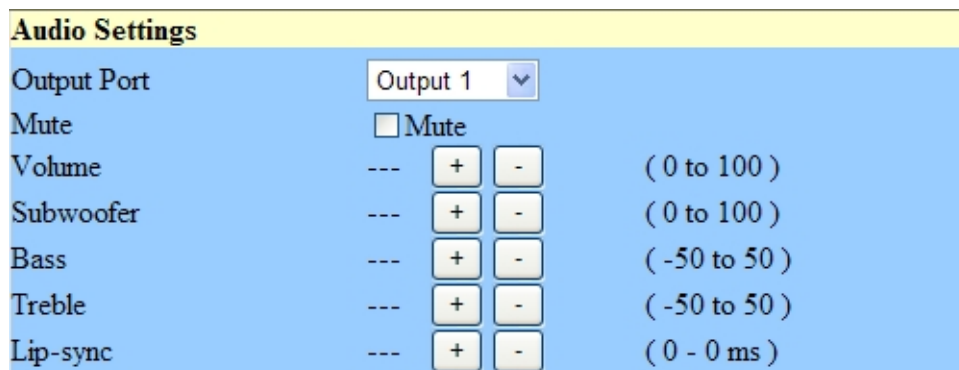 Audio Settings
Output Port Output 1
Mute Mute
Volume --- + - ( 0 to 100 )
Subwoofer --- + - ( 0 to 100 )
Bass --- + - ( -50 to 50 )
Treble --- + - ( -50 to 50 )
Lip-sync --- + - ( 0 - 0 ms )